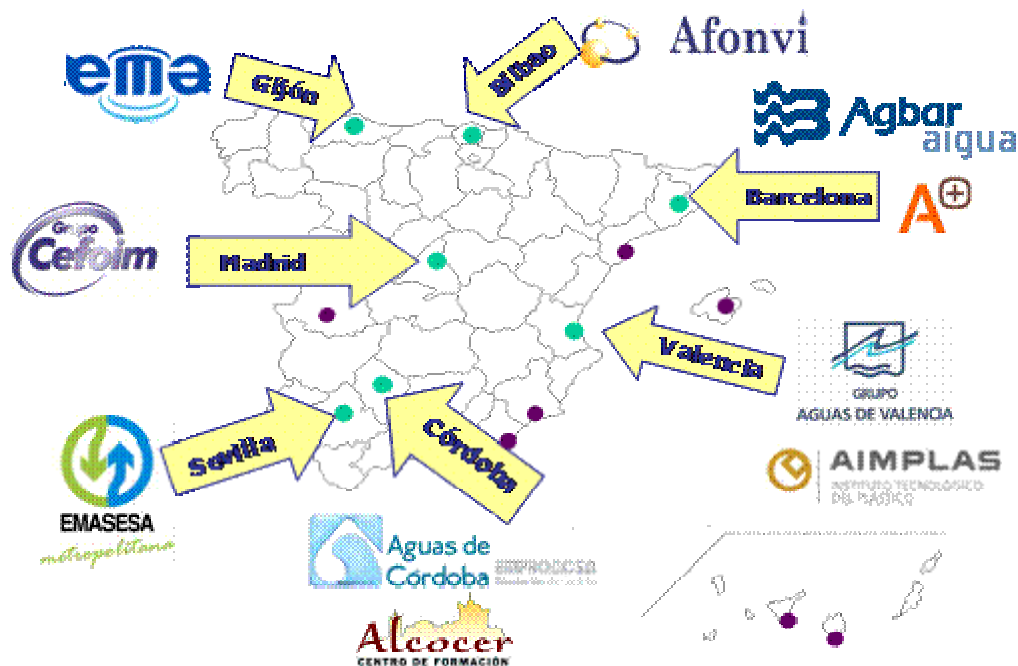 ema
Gijón
Bilbao
Afonvi
Agbar
aigua
Barcelona
A+
Grupo
Cefoim
Madrid
Valencia
GRUPO
AGUAS DE VALENCIA
Sevilla
Córdoba
EMASESA
metropolitana
AIMPLAS
INSTITUTO TECNOLÓGICO
DEL PLÁSTICO
Aguas de
Córdoba
EMPROCOSA
Alcocer
CENTRO DE FORMACIÓN